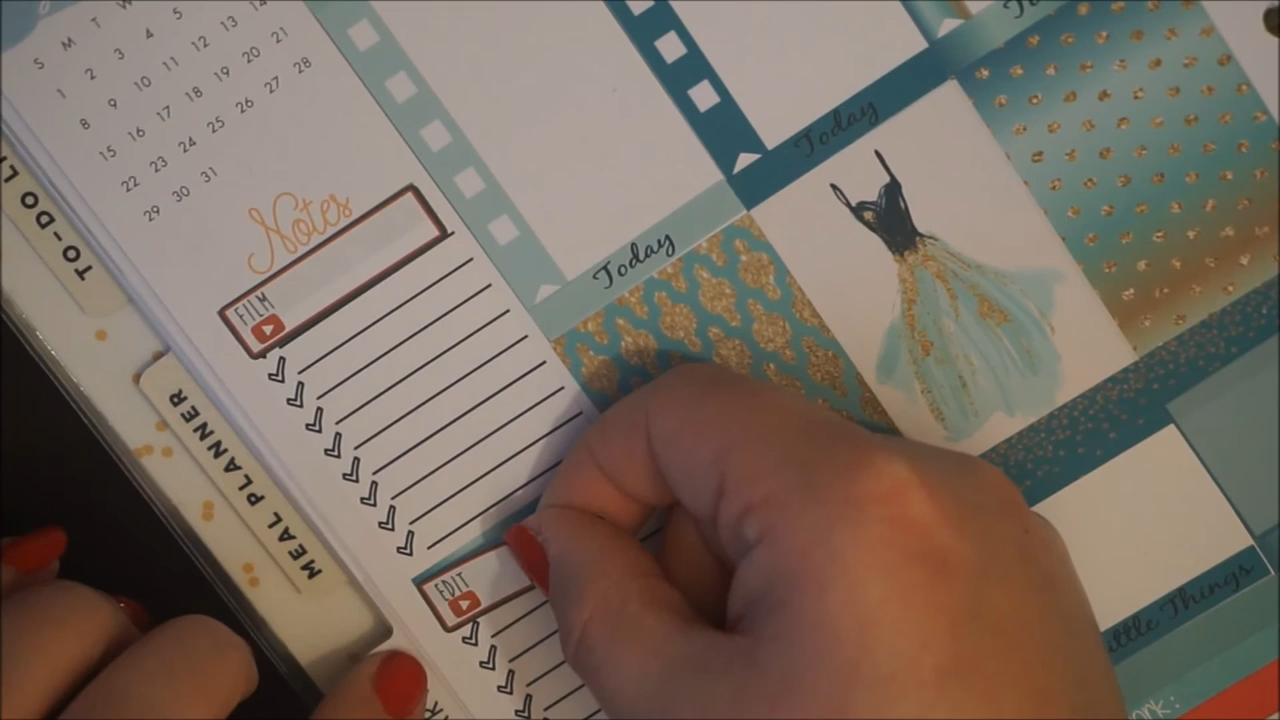 S M T W
1 2 3 4 5
8 9 10 11 12 13 14
15 16 17 18 19 20 21
22 23 24 25 26 27 28
29 30 31
Notes
FILM
EDIT
TO-DO
MEAL PLANNER
Today
Today
Things